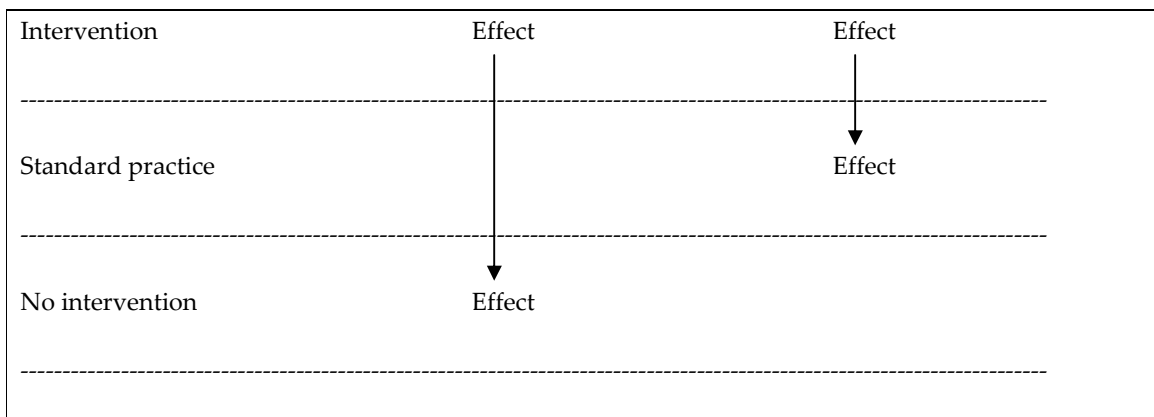 Intervention Effect Effect
Standard practice Effect
No intervention Effect